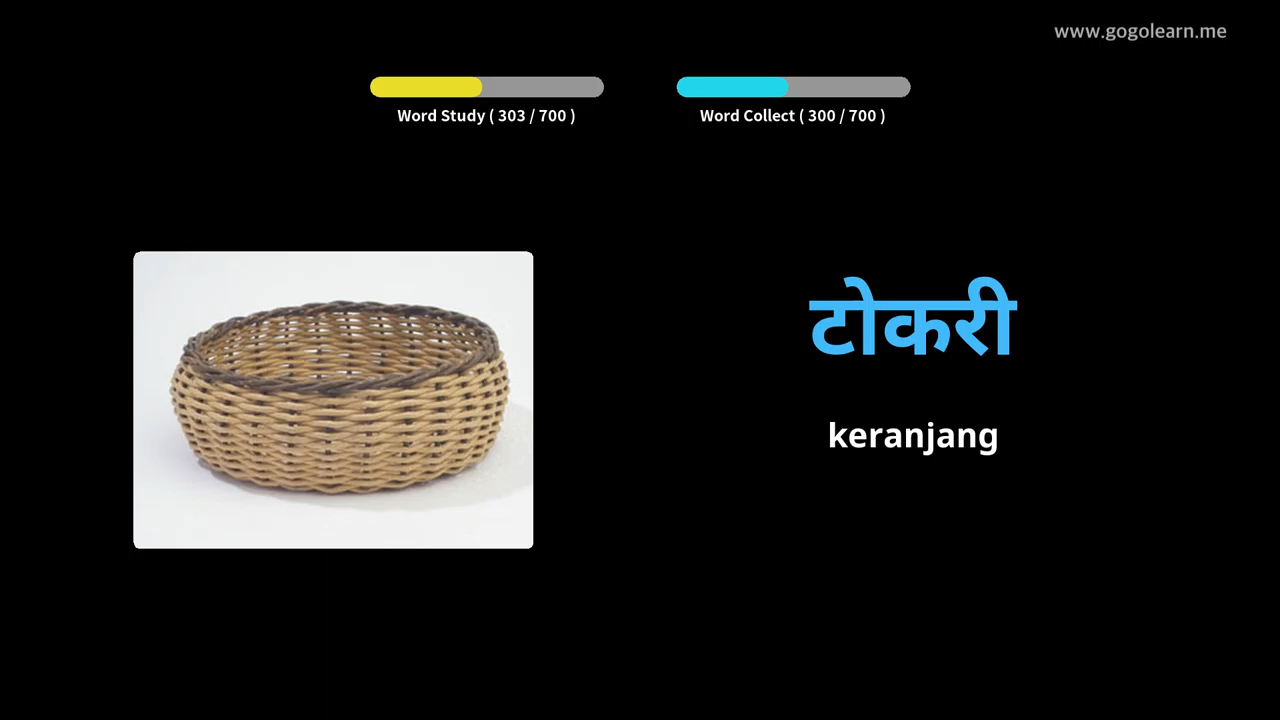 www.gogolearn.me
Word Study ( 303 / 700 )
Word Collect ( 300 / 700 )
टोकरी
keranjang